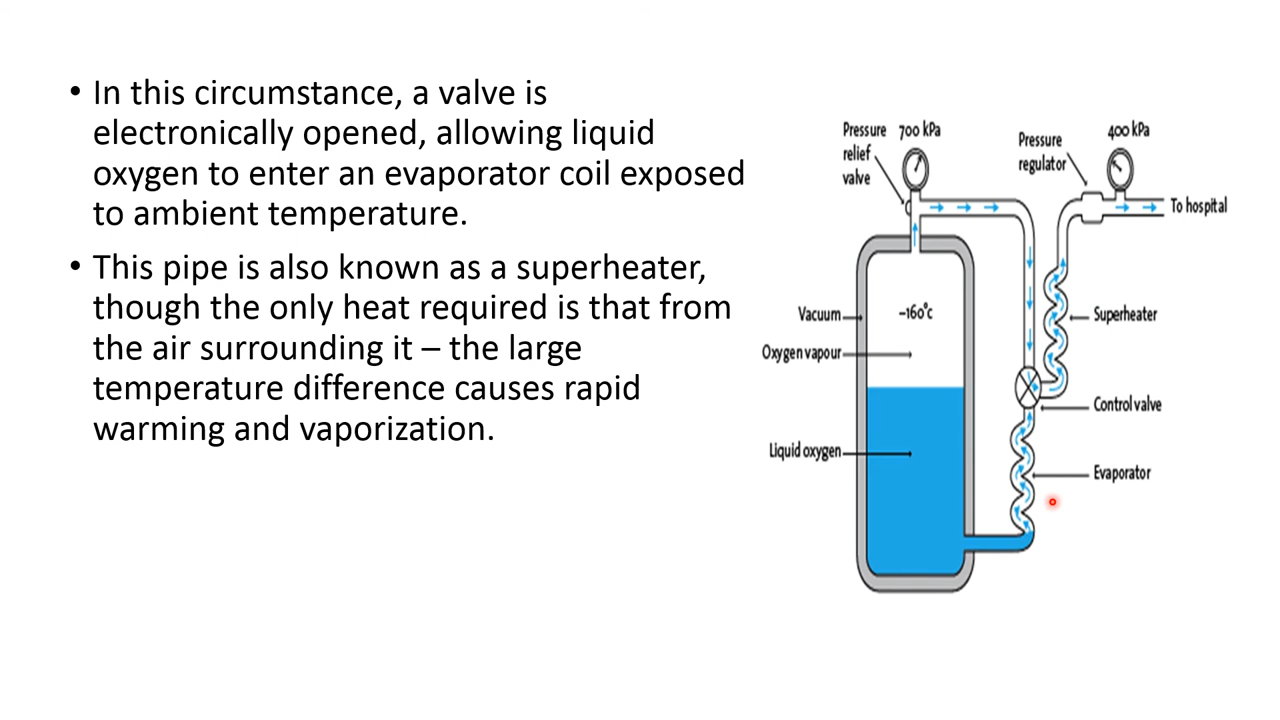 • In this circumstance, a valve is
electronically opened, allowing liquid
oxygen to enter an evaporator coil exposed
to ambient temperature.
• This pipe is also known as a superheater,
though the only heat required is that from
the air surrounding it – the large
temperature difference causes rapid
warming and vaporization.
Pressure
relief
valve
700 kPa
Pressure
regulator
400 kPa
To hospital
Vacuum
–160°c
Superheater
Oxygen vapour
Control valve
Liquid oxygen
Evaporator